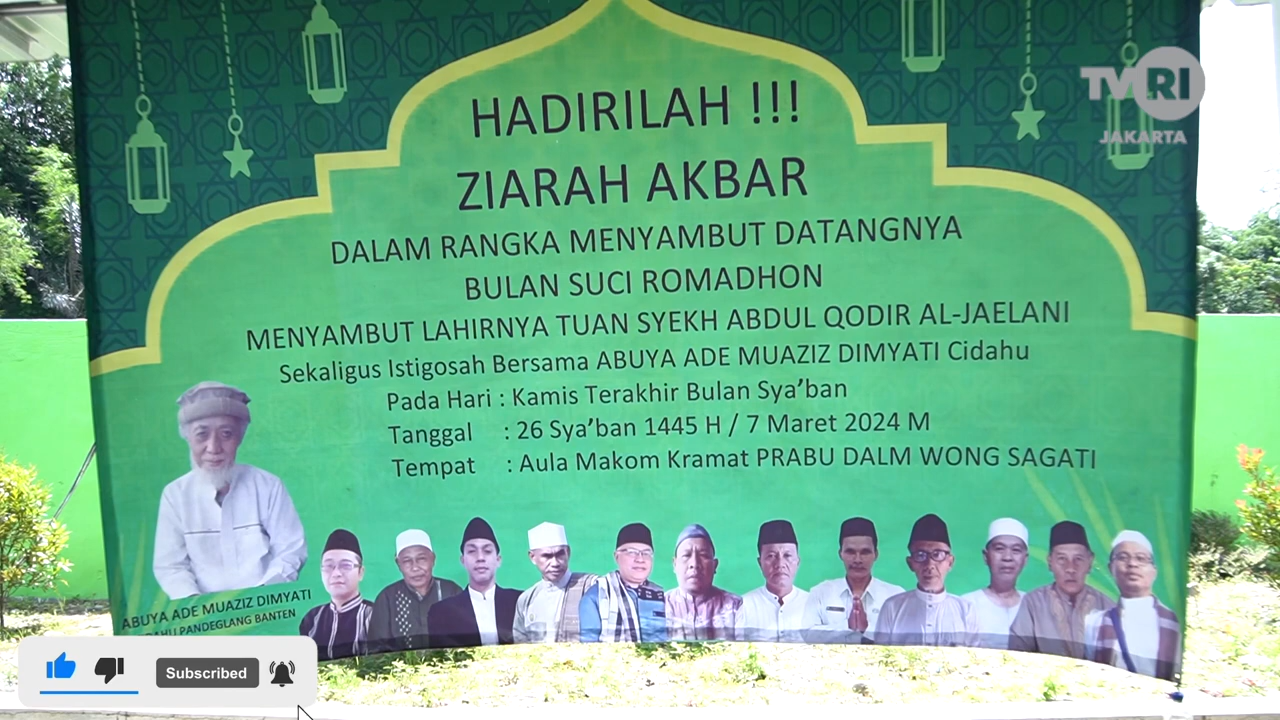 TVRI
JAKARTA
HADIRILAH !!!
ZIARAH AKBAR
DALAM RANGKA MENYAMBUT DATANGNYA
BULAN SUCI ROMADHON
MENYAMBUT LAHIRNYA TUAN SYEKH ABDUL QODIR AL-JAELANI
Sekaligus Istigosah Bersama ABUYA ADE MUAZIZ DIMYATI Cidahu
Pada Hari : Kamis Terakhir Bulan Sya’ban
Tanggal : 26 Sya’ban 1445 H / 7 Maret 2024 M
Tempat : Aula Makom Kramat PRABU DALM WONG SAGATI
ABUYA ADE MUAZIZ DIMYATI
PANDEGLANG BANTEN
Subscribed